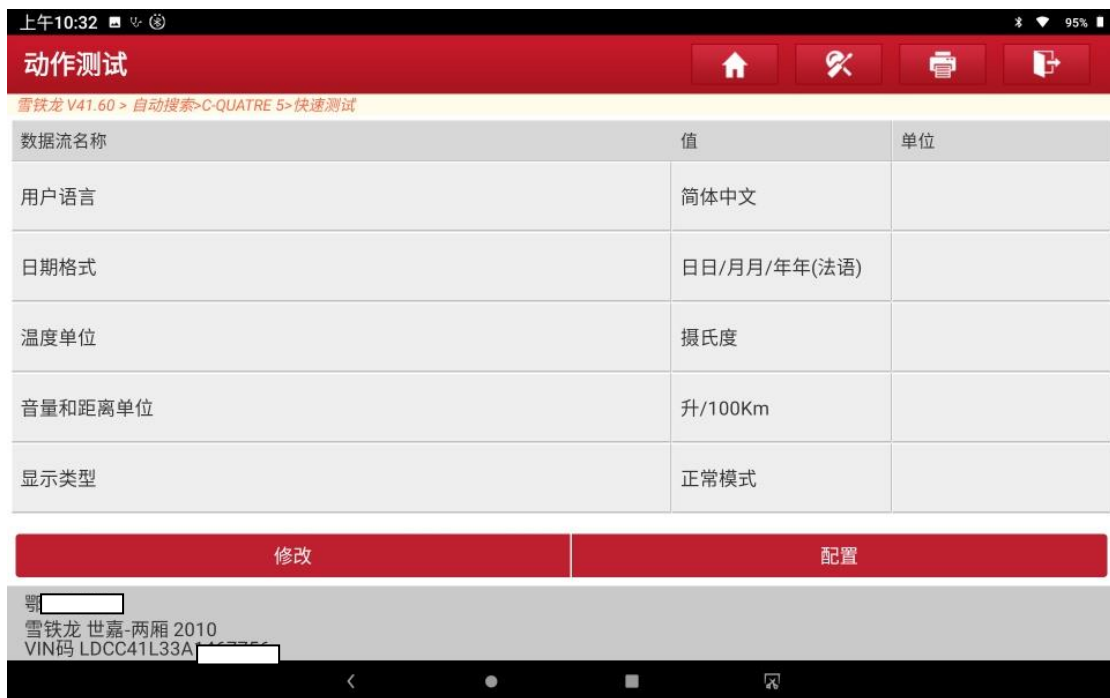 上午10:32 95%
动作测试
雪铁龙 V41.60 > 自动搜索>C-QUATRE 5>快速测试
数据流名称 值 单位
用户语言 简体中文
日期格式 日日/月月/年年(法语)
温度单位 摄氏度
音量和距离单位 升/100Km
显示类型 正常模式
修改 配置
鄂
雪铁龙 世嘉-两厢 2010
VIN码 LDCC41L33A